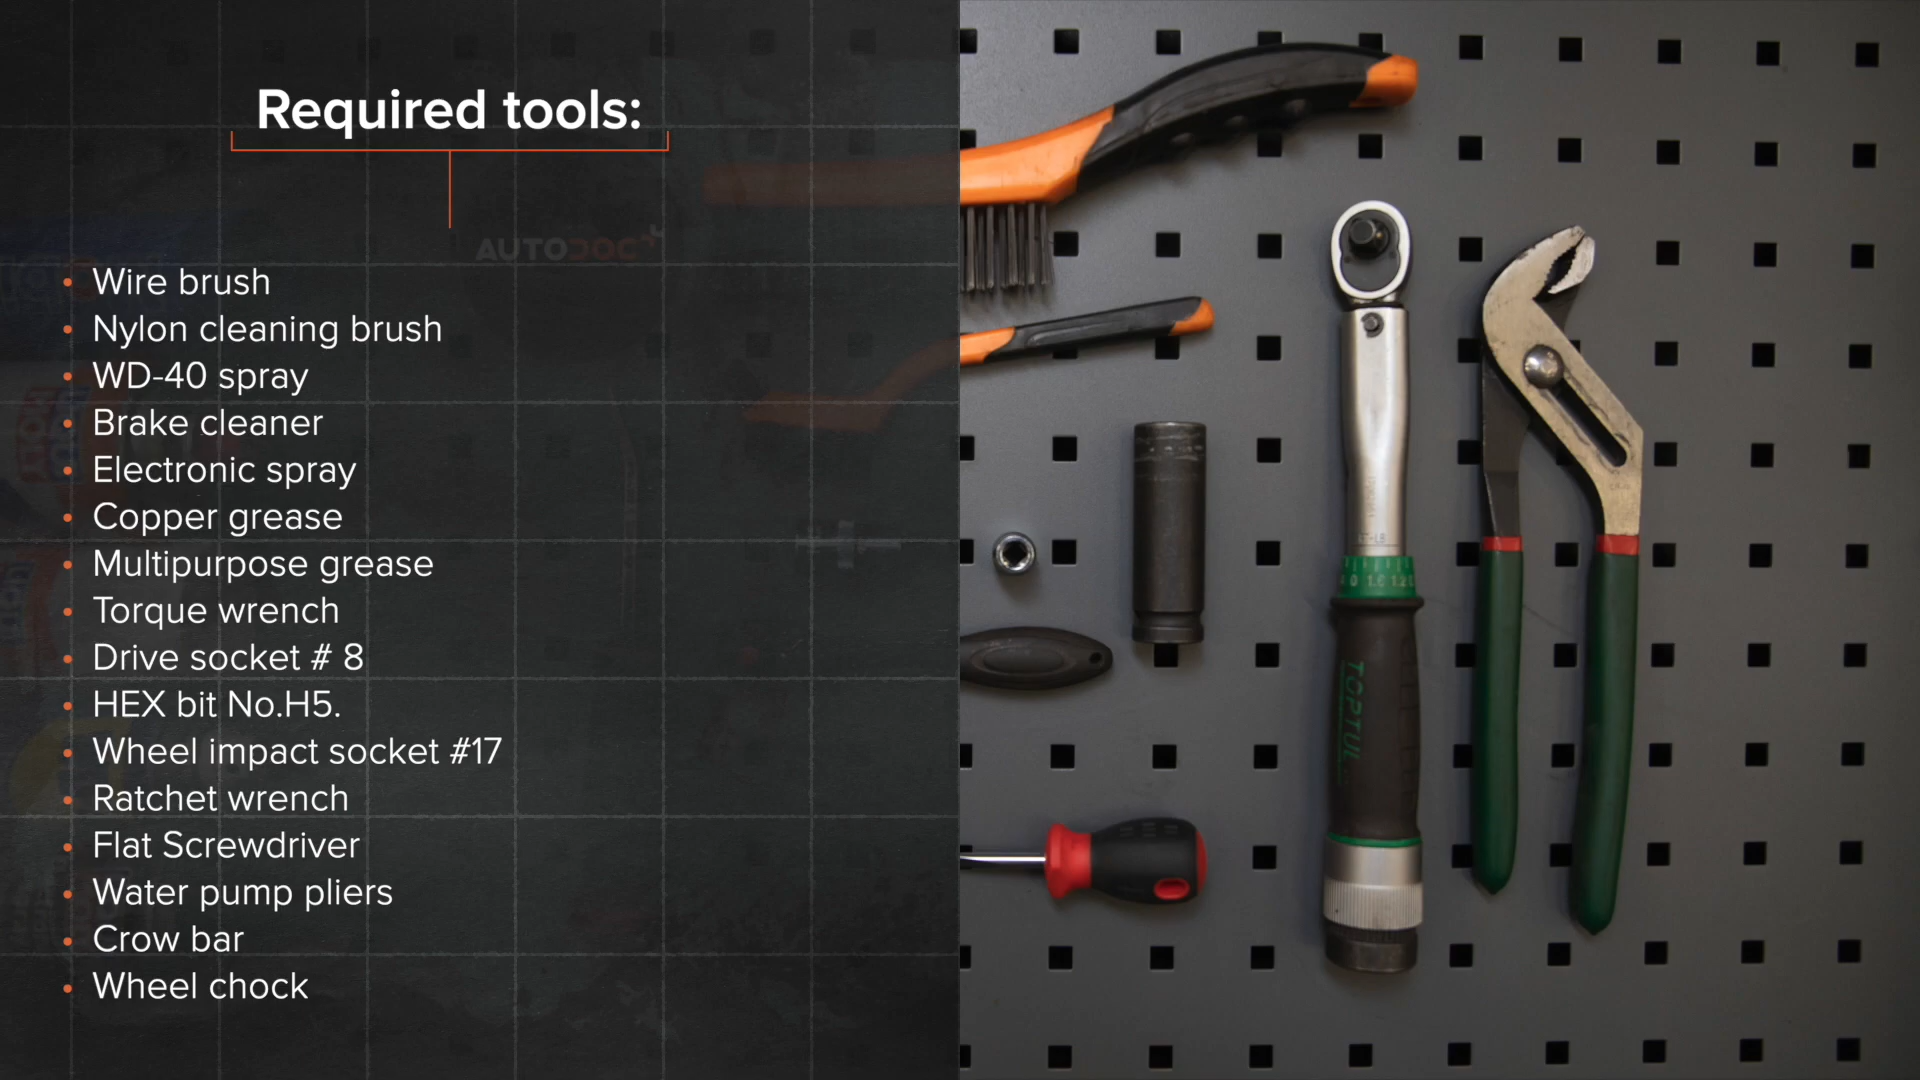 Required tools:
AUTODOC
Wire brush
Nylon cleaning brush
WD-40 spray
Brake cleaner
Electronic spray
Copper grease
Multipurpose grease
Torque wrench
Drive socket # 8
HEX bit No.H5.
Wheel impact socket #17
Ratchet wrench
Flat Screwdriver
Water pump pliers
Crow bar
Wheel chock
TOPTUL